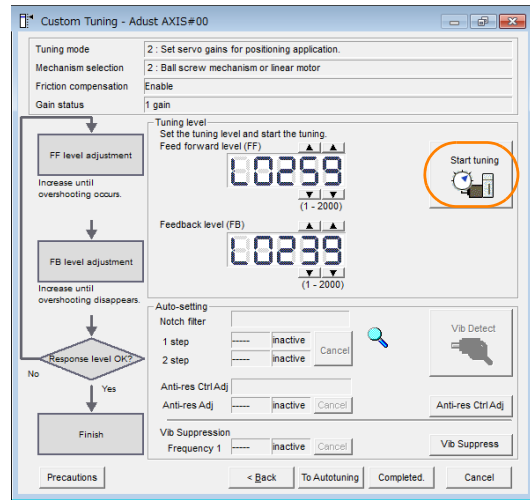 Custom Tuning - Adust AXIS#00
Tuning mode
2 : Set servo gains for positioning application.
Mechanism selection
2 : Ball screw mechanism or linear motor
Friction compensation
Enable
Gain status
1 gain
FF level adjustment
Increase until
overshooting occurs.
FB level adjustment
Increase until
overshooting disappears.
Response level OK?
No
Yes
Finish
Tuning level
Set the tuning level and start the tuning.
Feed forward level (FF)
L0259
(1 - 2000)
Feedback level (FB)
L0239
(1 - 2000)
Start tuning
Auto-setting
Notch filter
1 step
-----
inactive
2 step
-----
inactive
Cancel
Vib Detect
Anti-res Ctrl Adj
Anti-res Adj
-----
inactive
Cancel
Anti-res Ctrl Adj
Vib Suppression
Frequency 1
-----
inactive
Cancel
Vib Suppress
Precautions
< Back
To Autotuning
Completed.
Cancel